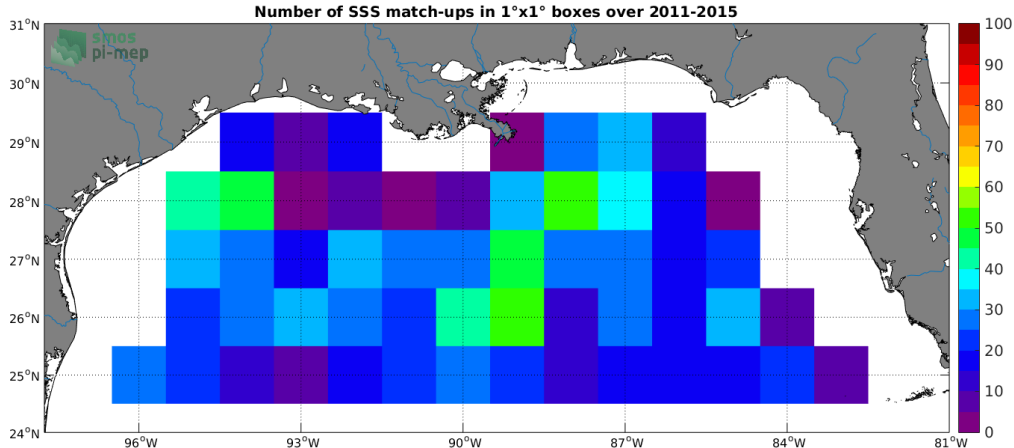 Number of SSS match-ups in 1°x1° boxes over 2011-2015
smos
pi-mep
31°N
30°N
29°N
28°N
27°N
26°N
25°N
24°N
96°W
93°W
90°W
87°W
84°W
81°W
100
90
80
70
60
50
40
30
20
10
0